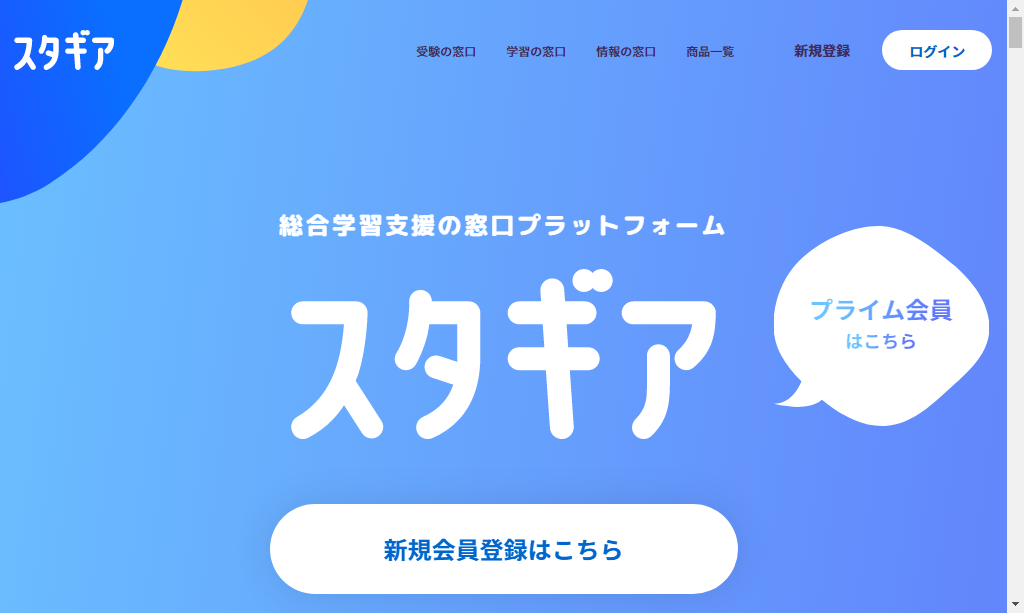 スタギア
受験の窓口 学習の窓口 情報の窓口 商品一覧 新規登録 ログイン
総合学習支援の窓口プラットフォーム
スタギア
プライム会員
はこちら
新規会員登録はこちら